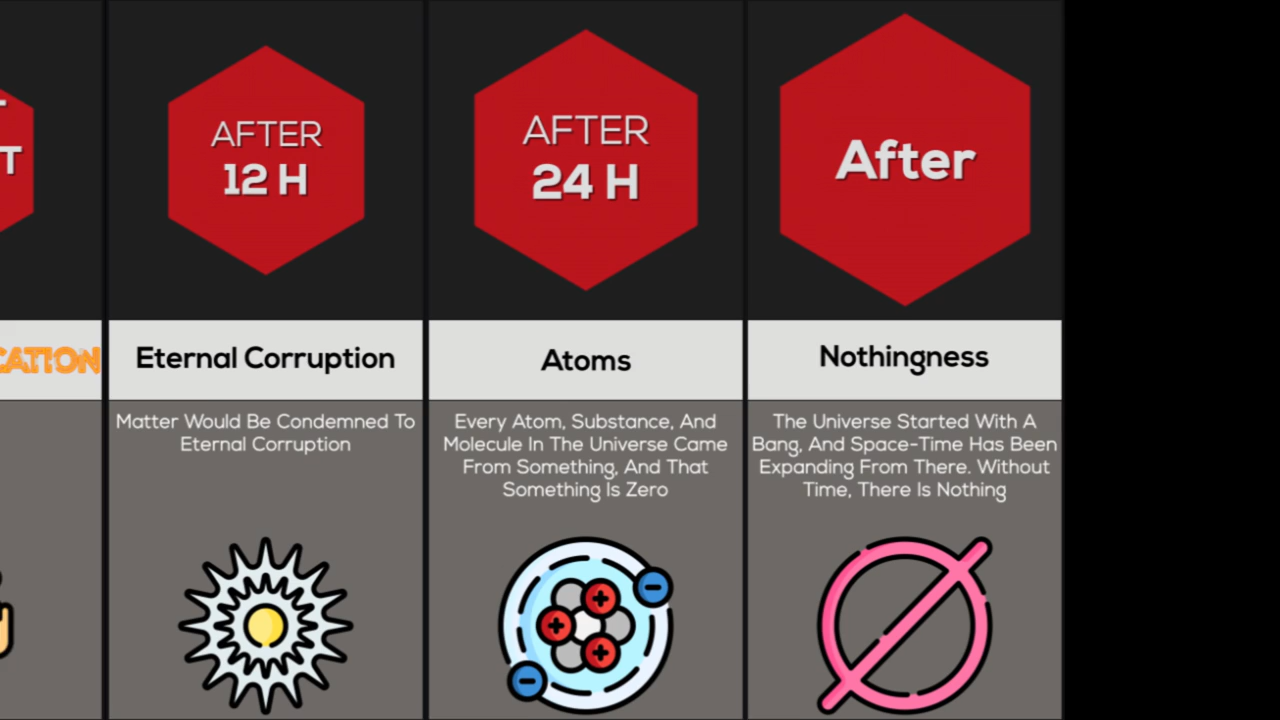 AFTER
12 H
AFTER
24 H
After
CATION
Eternal Corruption
Atoms
Nothingness
Matter Would Be Condemned To
Eternal Corruption
Every Atom, Substance, And
Molecule In The Universe Came
From Something, And That
Something Is Zero
The Universe Started With A
Bang, And Space-Time Has Been
Expanding From There. Without
Time, There Is Nothing